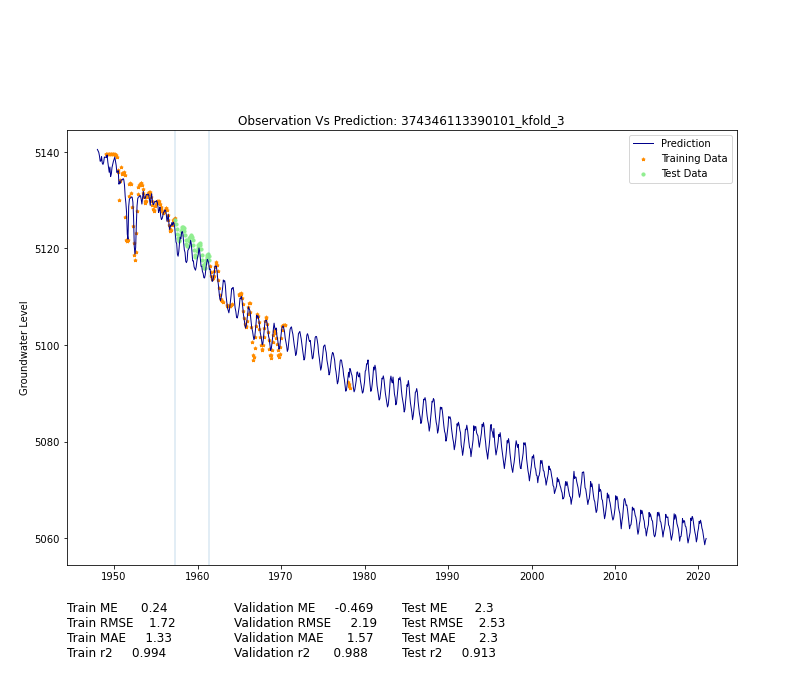 Observation Vs Prediction: 374346113390101_kfold_3
Prediction
Training Data
Test Data
Groundwater Level
5140
5120
5100
5080
5060
1950 1960 1970 1980 1990 2000 2010 2020
Train ME 0.24 Validation ME -0.469 Test ME 2.3
Train RMSE 1.72 Validation RMSE 2.19 Test RMSE 2.53
Train MAE 1.33 Validation MAE 1.57 Test MAE 2.3
Train r2 0.994 Validation r2 0.988 Test r2 0.913